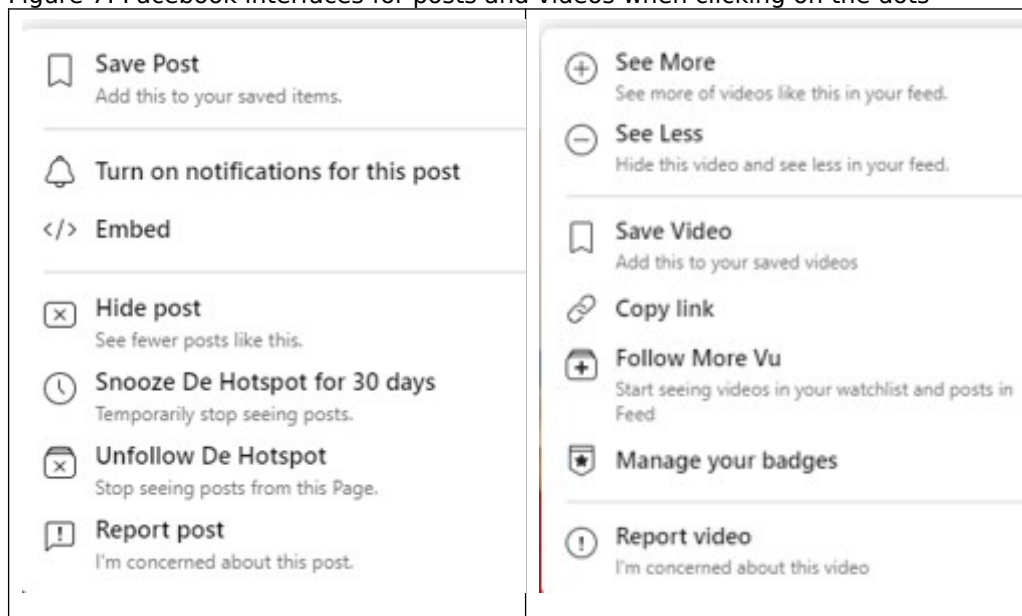 Figure 7: Facebook interfaces for posts and videos when clicking on the dots
Save Post
Add this to your saved items.
Turn on notifications for this post
</> Embed
Hide post
See fewer posts like this.
Snooze De Hotspot for 30 days
Temporarily stop seeing posts.
Unfollow De Hotspot
Stop seeing posts from this Page.
Report post
I'm concerned about this post.
See More
See more of videos like this in your feed.
See Less
Hide this video and see less in your feed.
Save Video
Add this to your saved videos
Copy link
Follow More Vu
Start seeing videos in your watchlist and posts in
Feed
Manage your badges
Report video
I'm concerned about this video